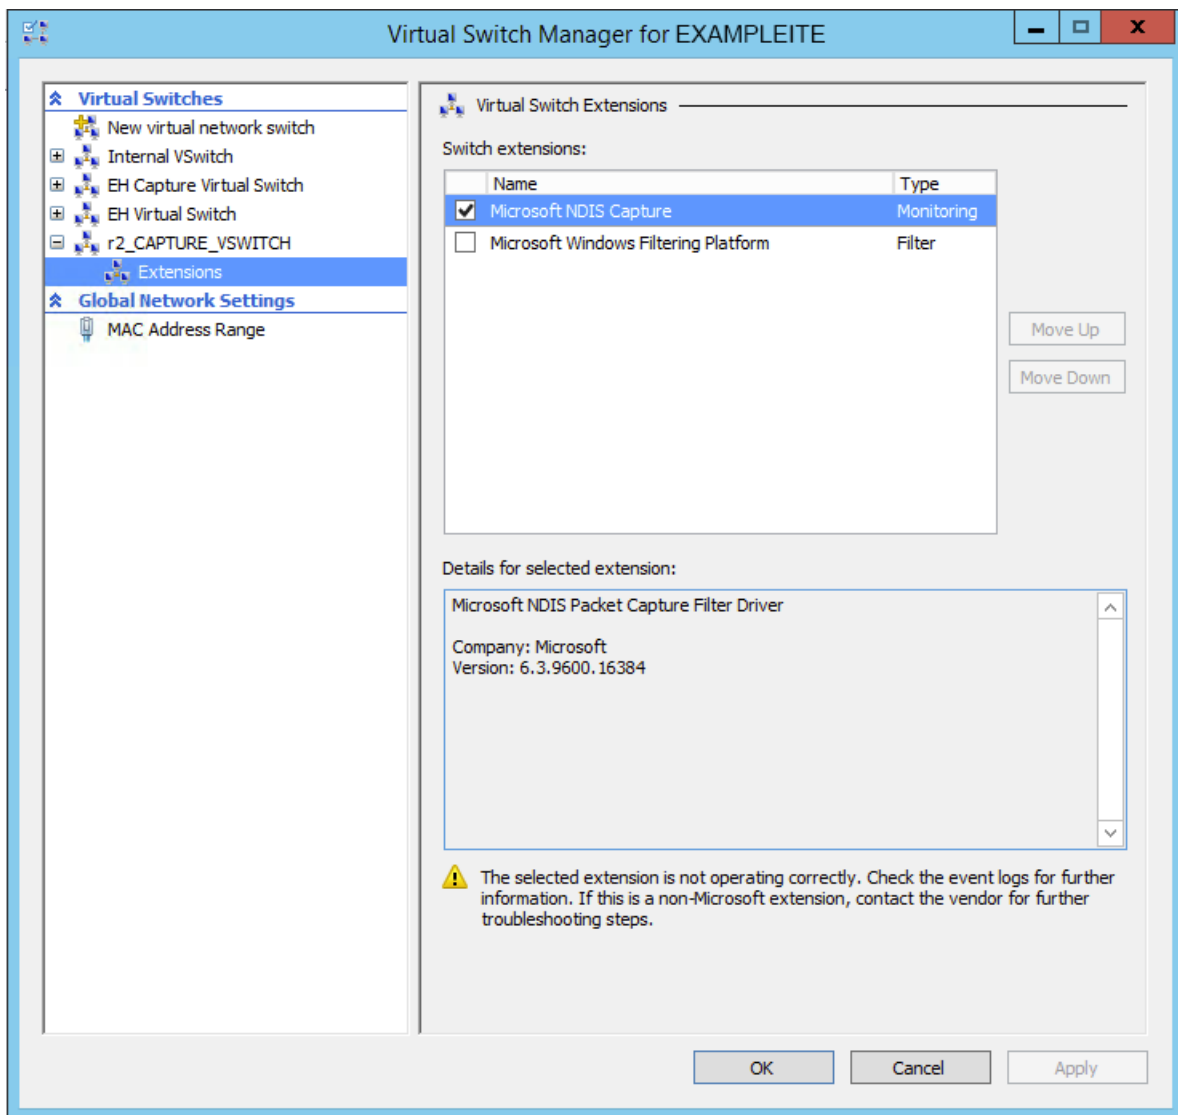 Virtual Switch Manager for EXAMPLEITE
Virtual Switches
New virtual network switch
Internal VSwitch
EH Capture Virtual Switch
EH Virtual Switch
r2_CAPTURE_VSWITCH
Extensions
Global Network Settings
MAC Address Range
Virtual Switch Extensions
Switch extensions:
Name Type
Microsoft NDIS Capture Monitoring
Microsoft Windows Filtering Platform Filter
Move Up
Move Down
Details for selected extension:
Microsoft NDIS Packet Capture Filter Driver
Company: Microsoft
Version: 6.3.9600.16384
The selected extension is not operating correctly. Check the event logs for further
information. If this is a non-Microsoft extension, contact the vendor for further
troubleshooting steps.
OK Cancel Apply